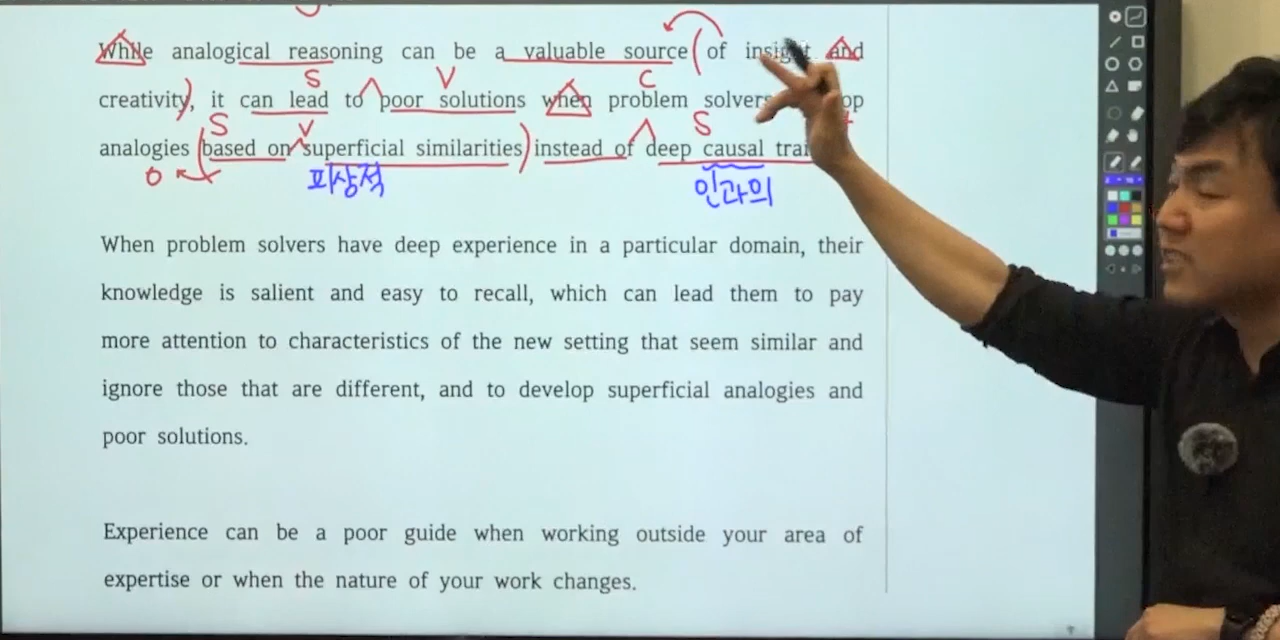 While analogical reasoning can be a valuable source of insight and
S V C
creativity, it can lead to poor solutions when problem solvers
S V S
analogies based on superficial similarities instead of deep causal
O 피상적 인과의
When problem solvers have deep experience in a particular domain, their
knowledge is salient and easy to recall, which can lead them to pay
more attention to characteristics of the new setting that seem similar and
ignore those that are different, and to develop superficial analogies and
poor solutions.
Experience can be a poor guide when working outside your area of
expertise or when the nature of your work changes.